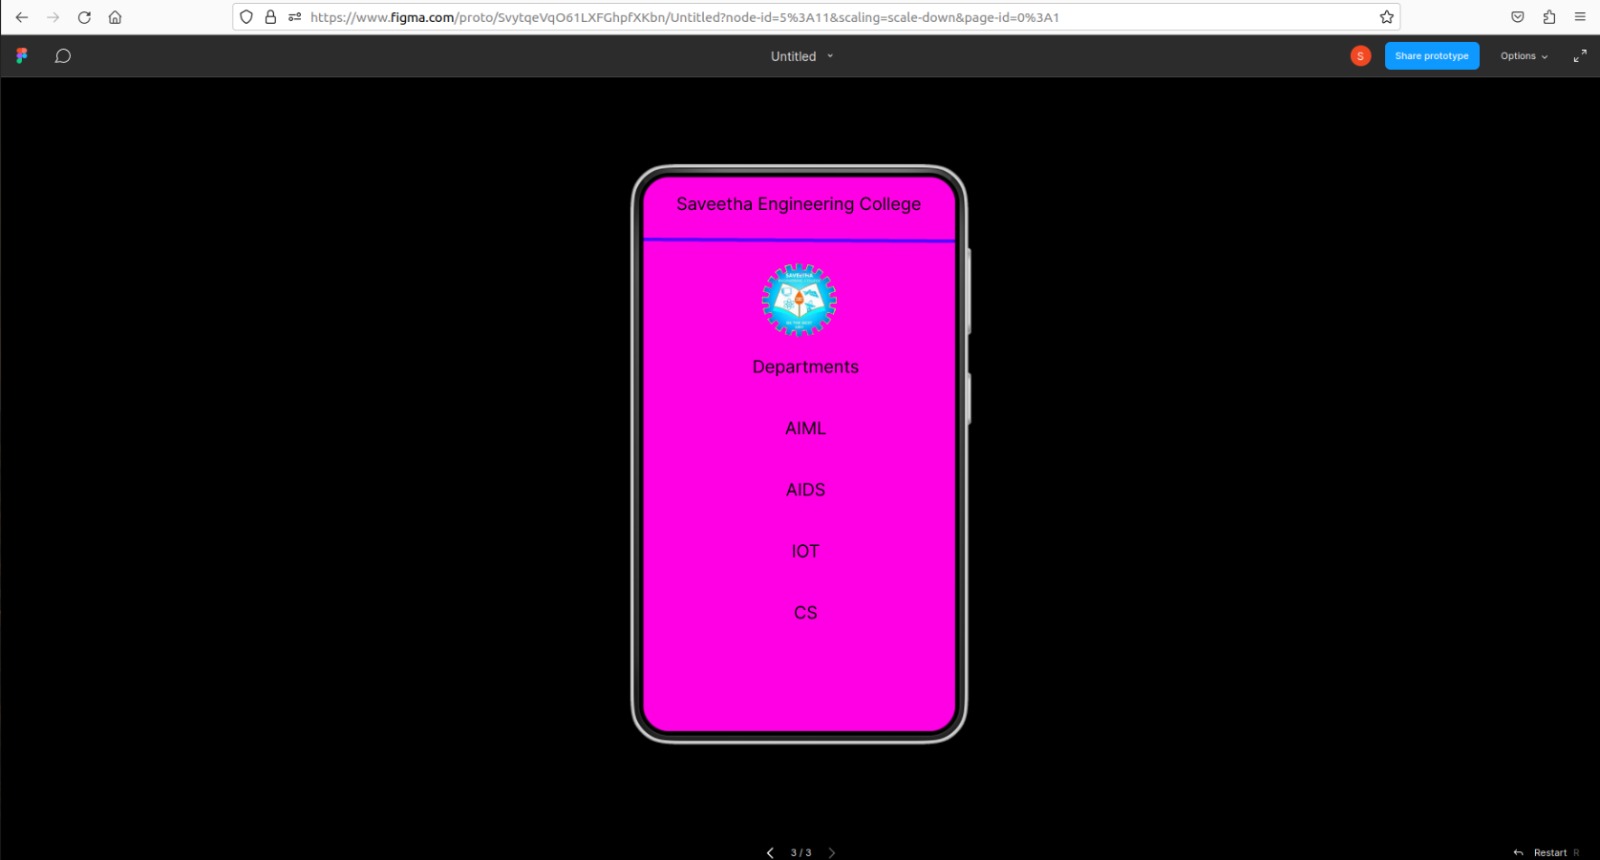 https://www.figma.com/proto/SvytqeVqO61LXFGhpfXKbn/Untitled?node-id=5%3A11&scaling=scale-down&page-id=0%3A1
Untitled
S
Share prototype
Options
Saveetha Engineering College
SAVEETHA
Departments
AIML
AIDS
IOT
CS
3 / 3
Restart R